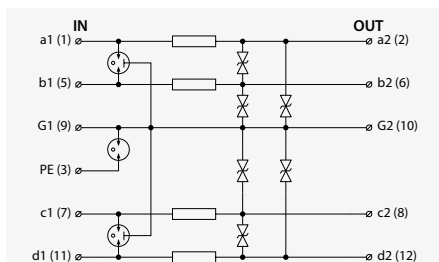 IN OUT
a1 (1) a2 (2)
b1 (5) b2 (6)
G1 (9) G2 (10)
PE (3)
c1 (7) c2 (8)
d1 (11) d2 (12)